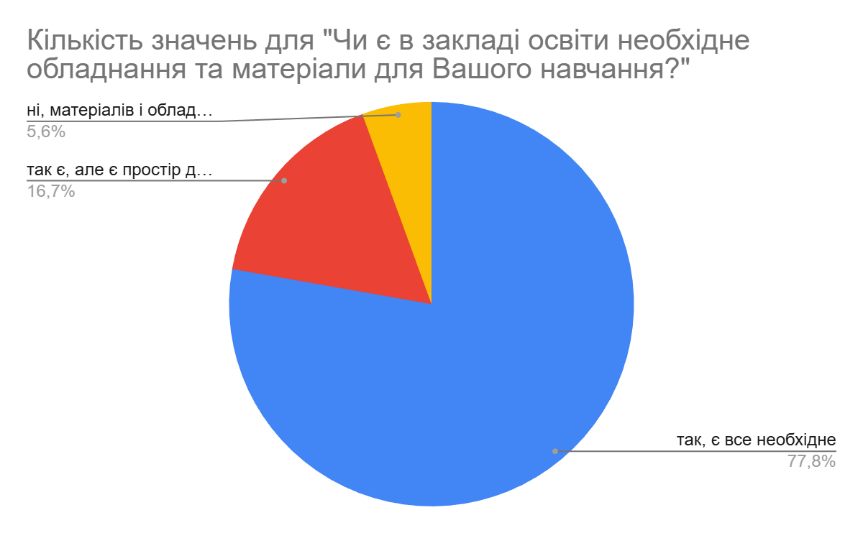 Кількість значень для "Чи є в закладі освіти необхідне
обладнання та матеріали для Вашого навчання?"
ні, матеріалів і облад…
5,6%
так є, але є простір д…
16,7%
так, є все необхідне
77,8%